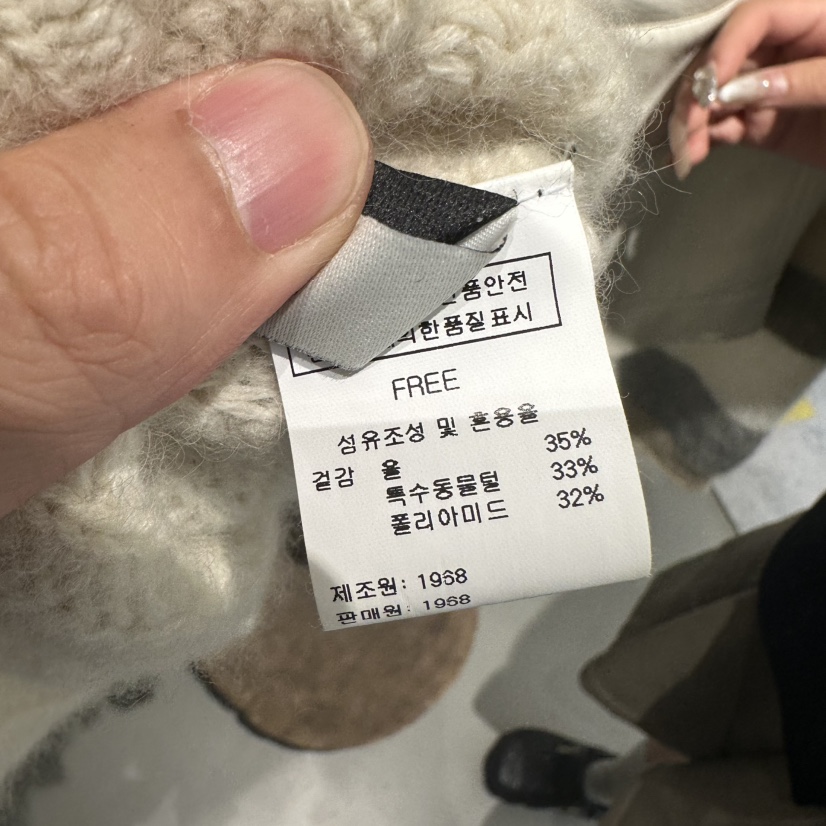 품안전
의한품질표시
FREE
섬유조성 및 혼용율
35%
겉감 울
33%
특수동물털
32%
폴리아미드
제조원: 1968
판매원: 1968